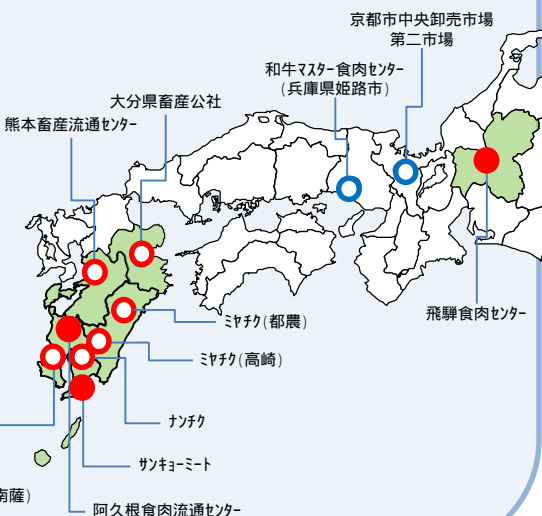 京都市中央卸売市場
第二市場
和牛ﾏｽﾀｰ食肉ｾﾝﾀｰ
(兵庫県姫路市)
大分県畜産公社
熊本畜産流通ｾﾝﾀｰ
飛騨食肉ｾﾝﾀｰ
ﾐﾔﾁｸ(都農)
ﾐﾔﾁｸ(高崎)
ﾅﾝﾁｸ
ｻﾝｷｮｰﾐｰﾄ
南薩)
阿久根食肉流通ｾﾝﾀｰ